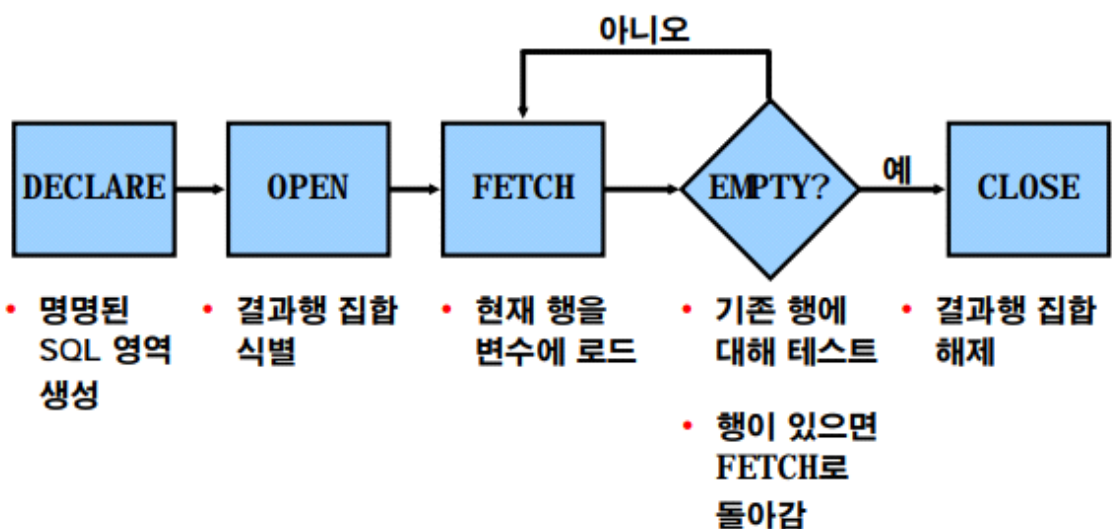 아니오
DECLARE
OPEN
FETCH
EMPTY?
예
CLOSE
• 명명된
SQL 영역
생성
• 결과행 집합
식별
• 현재 행을
변수에 로드
• 기존 행에
대해 테스트
• 행이 있으면
FETCH로
돌아감
• 결과행 집합
해제